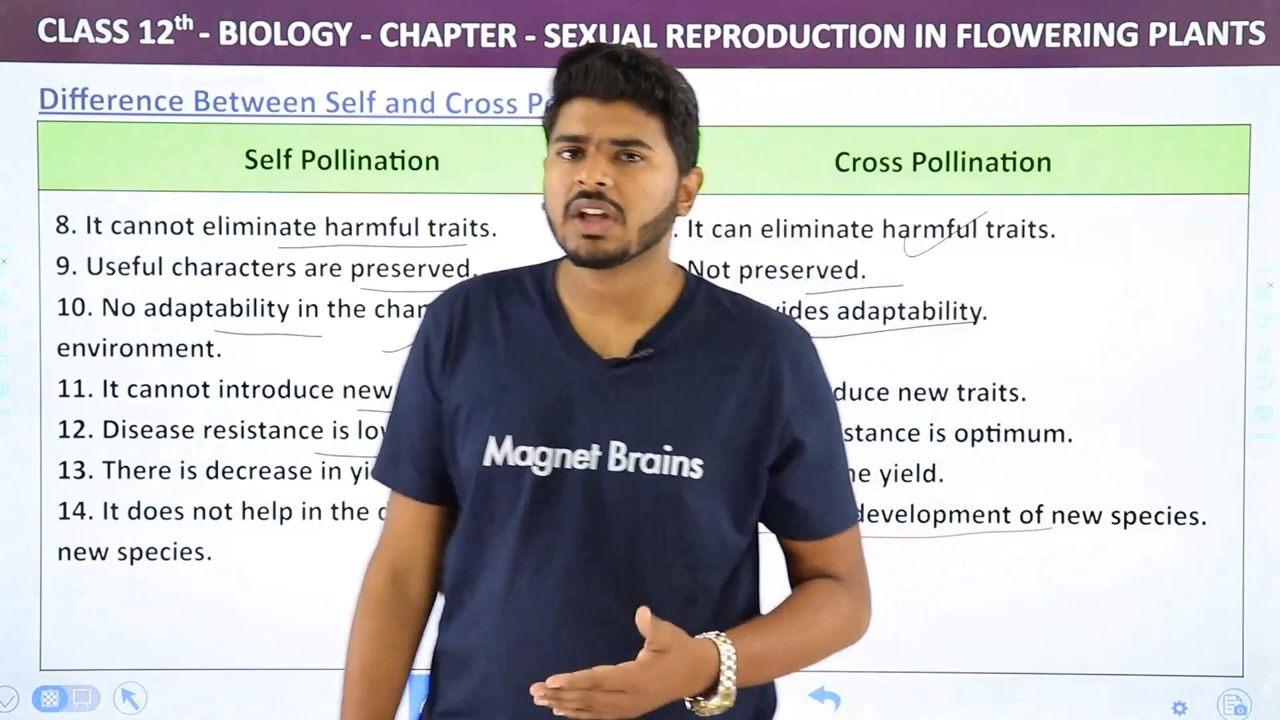 CLASS 12th - BIOLOGY - CHAPTER - SEXUAL REPRODUCTION IN FLOWERING PLANTS
Difference Between Self and Cross
Self Pollination
Cross Pollination
8. It cannot eliminate harmful traits.
. It can eliminate harmful traits.
9. Useful characters are preserved.
Not preserved.
10. No adaptability in the
adaptability.
environment.
11. It cannot introduce new
new traits.
12. Disease resistance is
is optimum.
13. There is decrease in
yield.
14. It does not help in the
development of new species.
new species.
Magnet Brains